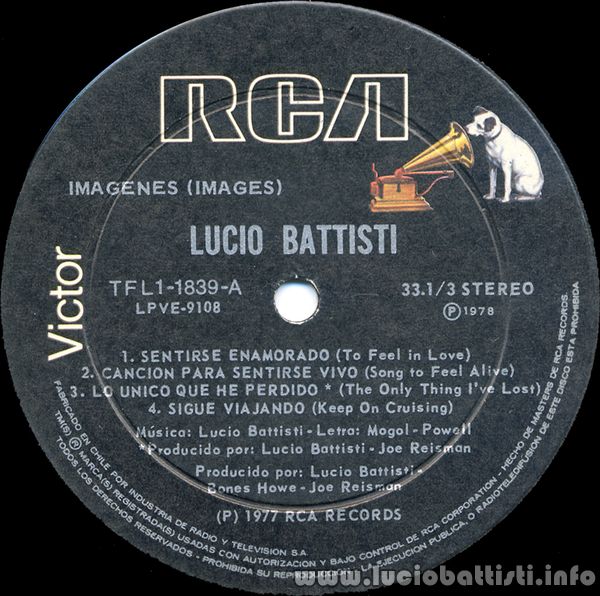 RCA
Victor
IMAGENES (IMAGES)
LUCIO BATTISTI
TFL1-1839-A
LPVE-9108
33.1/3 STEREO
Ⓟ 1978
1. SENTIRSE ENAMORADO (To Feel in Love)
2. CANCION PARA SENTIRSE VIVO (Song to Feel Alive)
3. LO UNICO QUE HE PERDIDO * (The Only Thing I've Lost)
4. SIGUE VIAJANDO (Keep On Cruising)
Música: Lucio Battisti - Letra: Mogol - Powell
*Producido por: Lucio Battisti - Joe Reisman
Producido por: Lucio Battisti -
Bones Howe - Joe Reisman
(P) 1977 RCA RECORDS
FABRICADO EN CHILE POR INDUSTRIA DE RADIO Y TELEVISION S.A.
TM(S) ® MARCA(S) REGISTRADA(S) USADAS CON AUTORIZACION Y BAJO CONTROL DE RCA CORPORATION - HECHO DE MASTERS DE RCA RECORDS.
TODOS LOS DERECHOS RESERVADOS - PROHIBIDA SU REPRODUCCION, LA EJECUCION PUBLICA, O RADIOTELEDIFUSION DE ESTE DISCO ESTA PROHIBIDA
www.luciobattisti.info